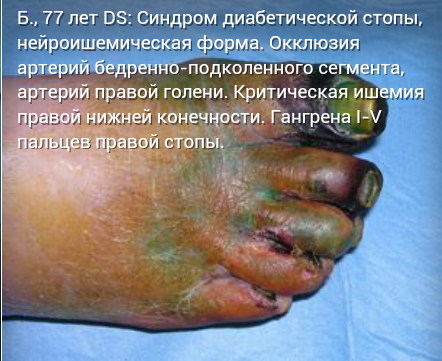 Б., 77 лет DS: Синдром диабетической стопы,
нейроишемическая форма. Окклюзия
артерий бедренно-подколенного сегмента,
артерий правой голени. Критическая ишемия
правой нижней конечности. Гангрена I-V
пальцев правой стопы.